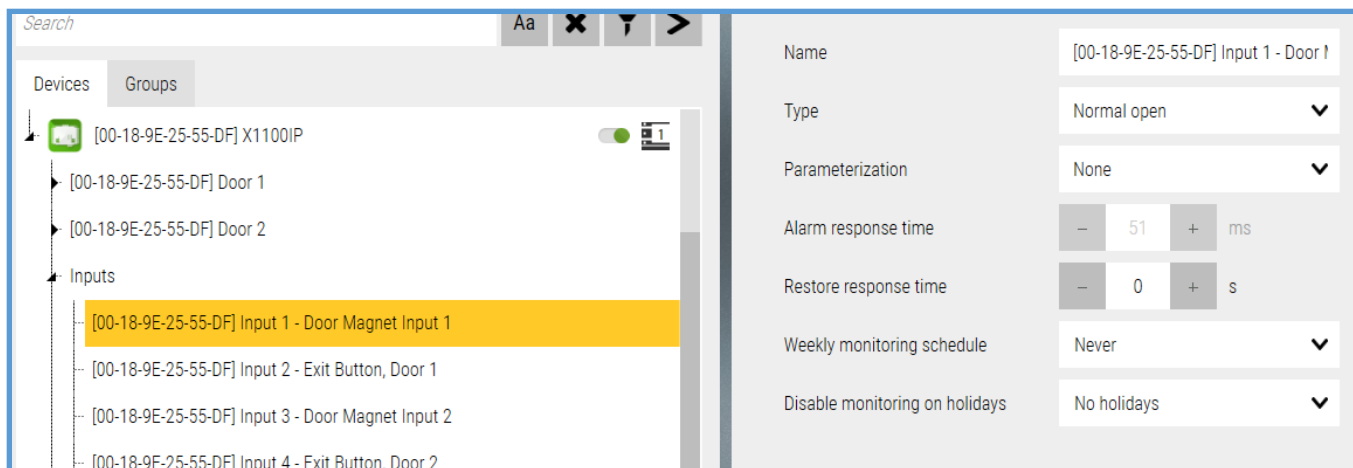 Search
Aa
Devices Groups
[00-18-9E-25-55-DF] X1100IP
1
[00-18-9E-25-55-DF] Door 1
[00-18-9E-25-55-DF] Door 2
Inputs
[00-18-9E-25-55-DF] Input 1 - Door Magnet Input 1
[00-18-9E-25-55-DF] Input 2 - Exit Button, Door 1
[00-18-9E-25-55-DF] Input 3 - Door Magnet Input 2
[00-18-9E-25-55-DF] Input 4 - Exit Button, Door 2
Name [00-18-9E-25-55-DF] Input 1 - Door
Type Normal open
Parameterization None
Alarm response time − 51 + ms
Restore response time − 0 + s
Weekly monitoring schedule Never
Disable monitoring on holidays No holidays